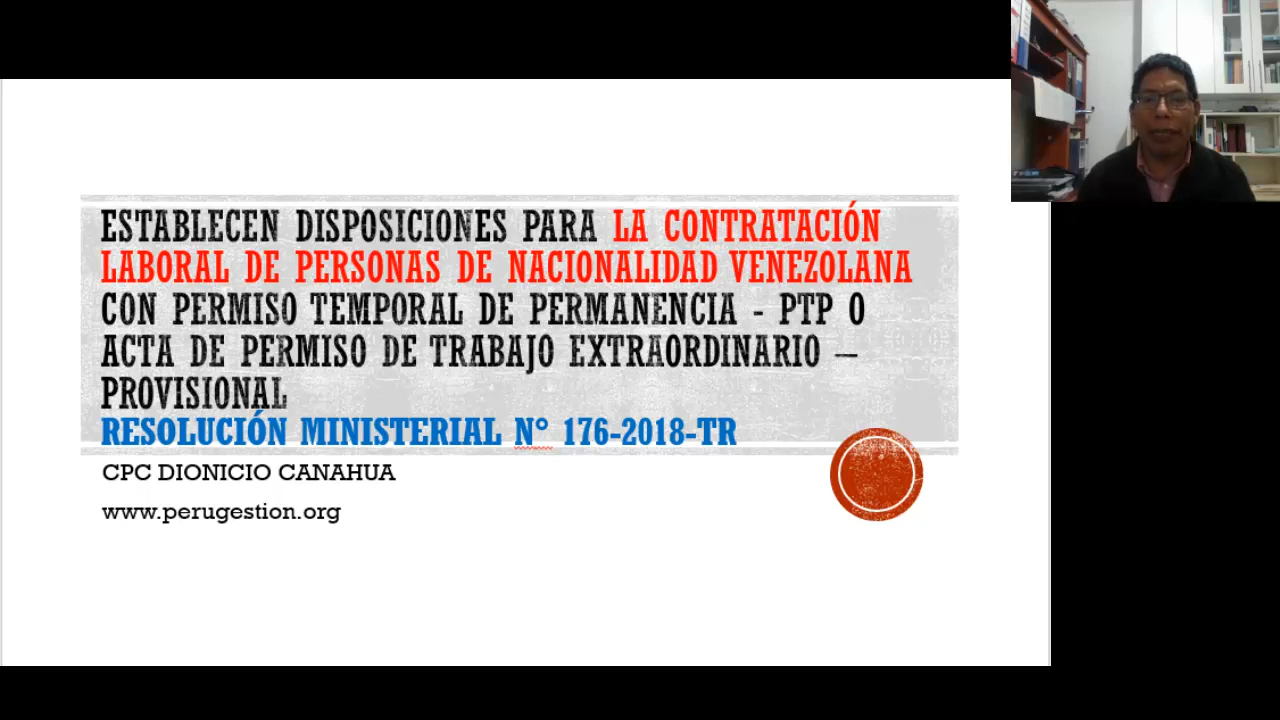 ESTABLECEN DISPOSICIONES PARA LA CONTRATACIÓN
LABORAL DE PERSONAS DE NACIONALIDAD VENEZOLANA
CON PERMISO TEMPORAL DE PERMANENCIA - PTP O
ACTA DE PERMISO DE TRABAJO EXTRAORDINARIO –
PROVISIONAL
RESOLUCIÓN MINISTERIAL N° 176-2018-TR
CPC DIONICIO CANAHUA
www.perugestion.org